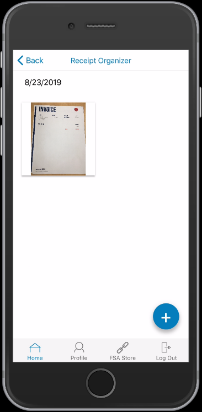 Back
Receipt Organizer
8/23/2019
INVOICE
+
Home
Profile
FSA Store
Log Out